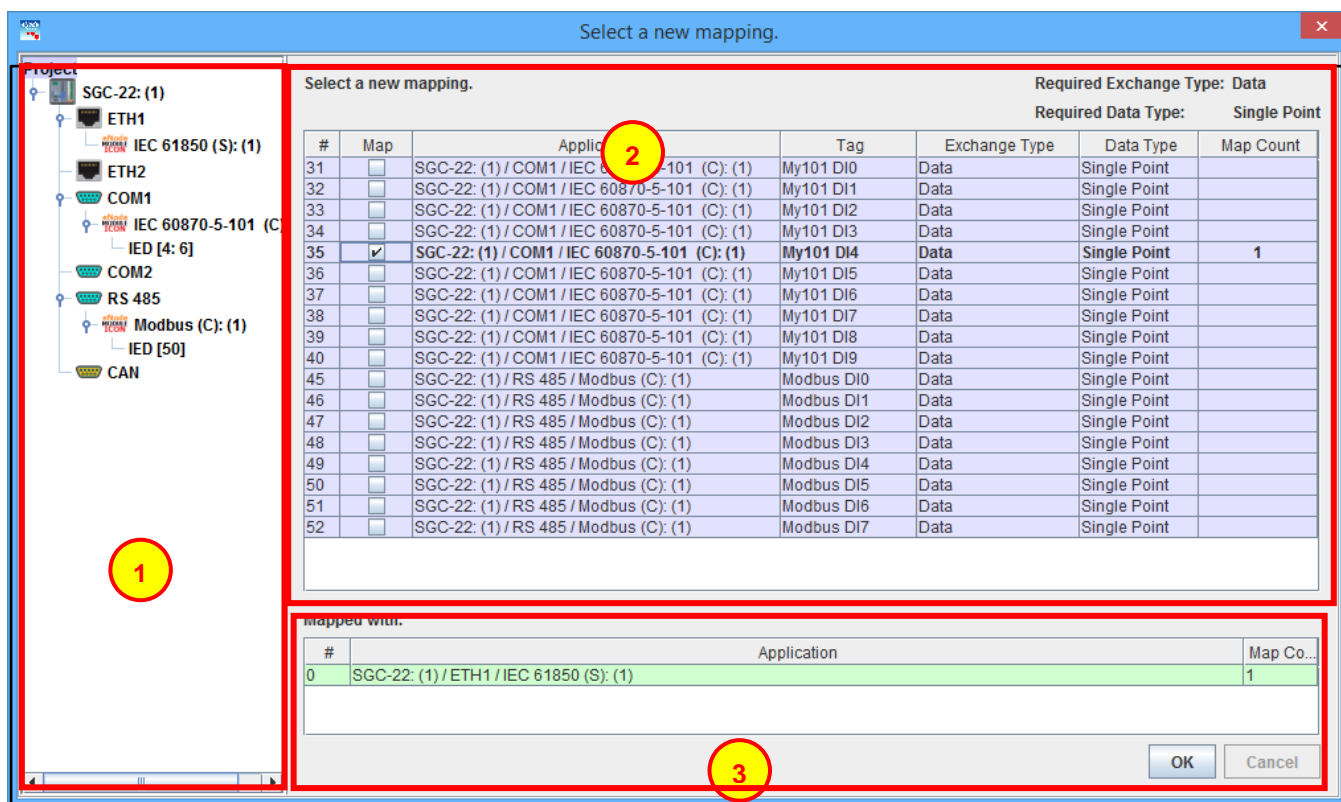 Select a new mapping.
Project
SGC-22: (1)
ETH1
IEC 61850 (S): (1)
ETH2
COM1
IEC 60870-5-101 (C)
IED [4: 6]
COM2
RS 485
Modbus (C): (1)
IED [50]
CAN
1
Select a new mapping. Required Exchange Type: Data
Required Data Type: Single Point
# Map Applic Tag Exchange Type Data Type Map Count
2
31 SGC-22: (1) / COM1 / IEC 60870-5-101 (C): (1) My101 DI0 Data Single Point
32 SGC-22: (1) / COM1 / IEC 60870-5-101 (C): (1) My101 DI1 Data Single Point
33 SGC-22: (1) / COM1 / IEC 60870-5-101 (C): (1) My101 DI2 Data Single Point
34 SGC-22: (1) / COM1 / IEC 60870-5-101 (C): (1) My101 DI3 Data Single Point
35 SGC-22: (1) / COM1 / IEC 60870-5-101 (C): (1) My101 DI4 Data Single Point 1
36 SGC-22: (1) / COM1 / IEC 60870-5-101 (C): (1) My101 DI5 Data Single Point
37 SGC-22: (1) / COM1 / IEC 60870-5-101 (C): (1) My101 DI6 Data Single Point
38 SGC-22: (1) / COM1 / IEC 60870-5-101 (C): (1) My101 DI7 Data Single Point
39 SGC-22: (1) / COM1 / IEC 60870-5-101 (C): (1) My101 DI8 Data Single Point
40 SGC-22: (1) / COM1 / IEC 60870-5-101 (C): (1) My101 DI9 Data Single Point
45 SGC-22: (1) / RS 485 / Modbus (C): (1) Modbus DI0 Data Single Point
46 SGC-22: (1) / RS 485 / Modbus (C): (1) Modbus DI1 Data Single Point
47 SGC-22: (1) / RS 485 / Modbus (C): (1) Modbus DI2 Data Single Point
48 SGC-22: (1) / RS 485 / Modbus (C): (1) Modbus DI3 Data Single Point
49 SGC-22: (1) / RS 485 / Modbus (C): (1) Modbus DI4 Data Single Point
50 SGC-22: (1) / RS 485 / Modbus (C): (1) Modbus DI5 Data Single Point
51 SGC-22: (1) / RS 485 / Modbus (C): (1) Modbus DI6 Data Single Point
52 SGC-22: (1) / RS 485 / Modbus (C): (1) Modbus DI7 Data Single Point
Mapped with:
# Application Map Co...
0 SGC-22: (1) / ETH1 / IEC 61850 (S): (1) 1
3
OK Cancel